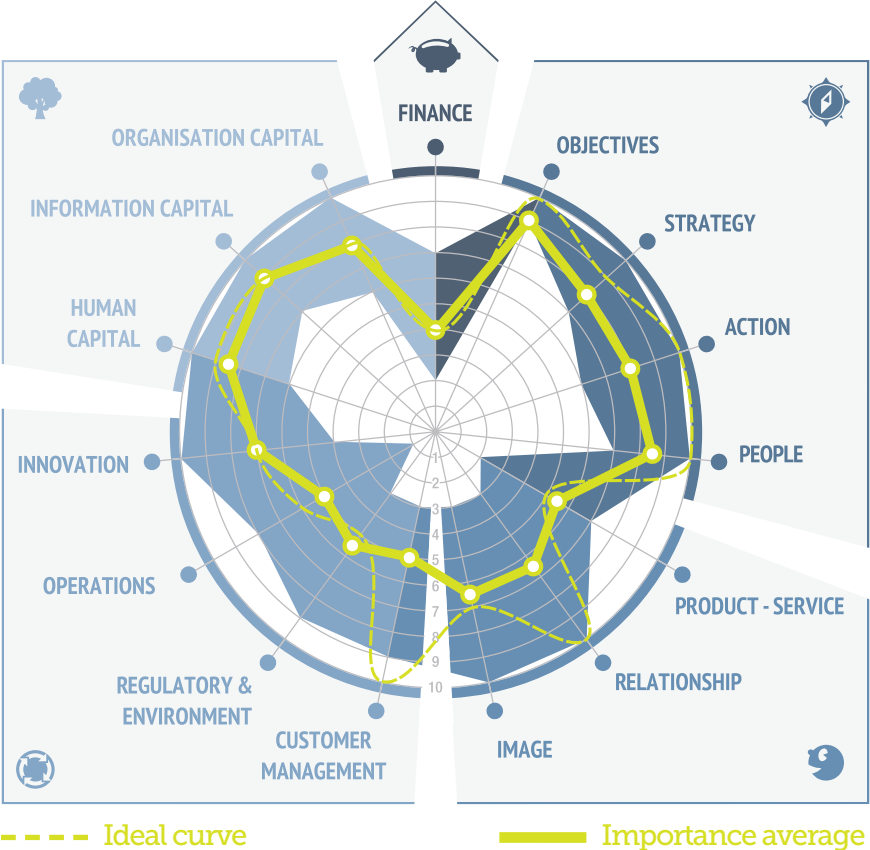 FINANCE
ORGANISATION CAPITAL
OBJECTIVES
INFORMATION CAPITAL
STRATEGY
HUMAN
CAPITAL
ACTION
INNOVATION
PEOPLE
1
2
3
4
5
6
7
8
9
10
OPERATIONS
PRODUCT - SERVICE
REGULATORY &
ENVIRONMENT
RELATIONSHIP
CUSTOMER
MANAGEMENT
IMAGE
Ideal curve
Importance average